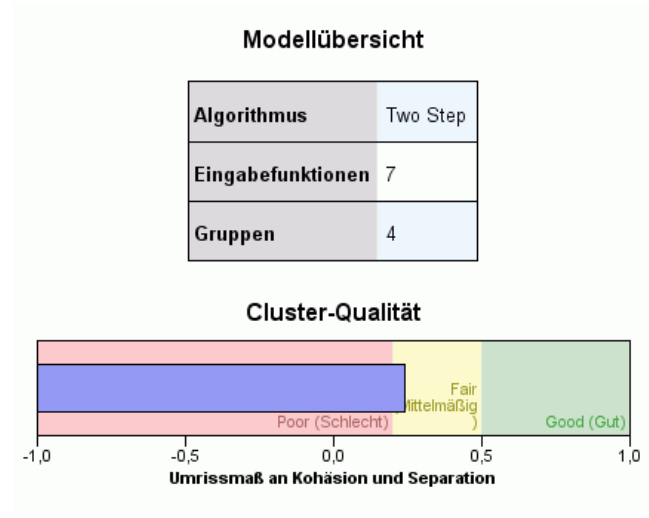 Modellübersicht
Algorithmus Two Step
Eingabefunktionen 7
Gruppen 4
Cluster-Qualität
Fair
(Mittelmäßig
)
Poor (Schlecht)
Good (Gut)
-1,0 -0,5 0,0 0,5 1,0
Umrissmaß an Kohäsion und Separation